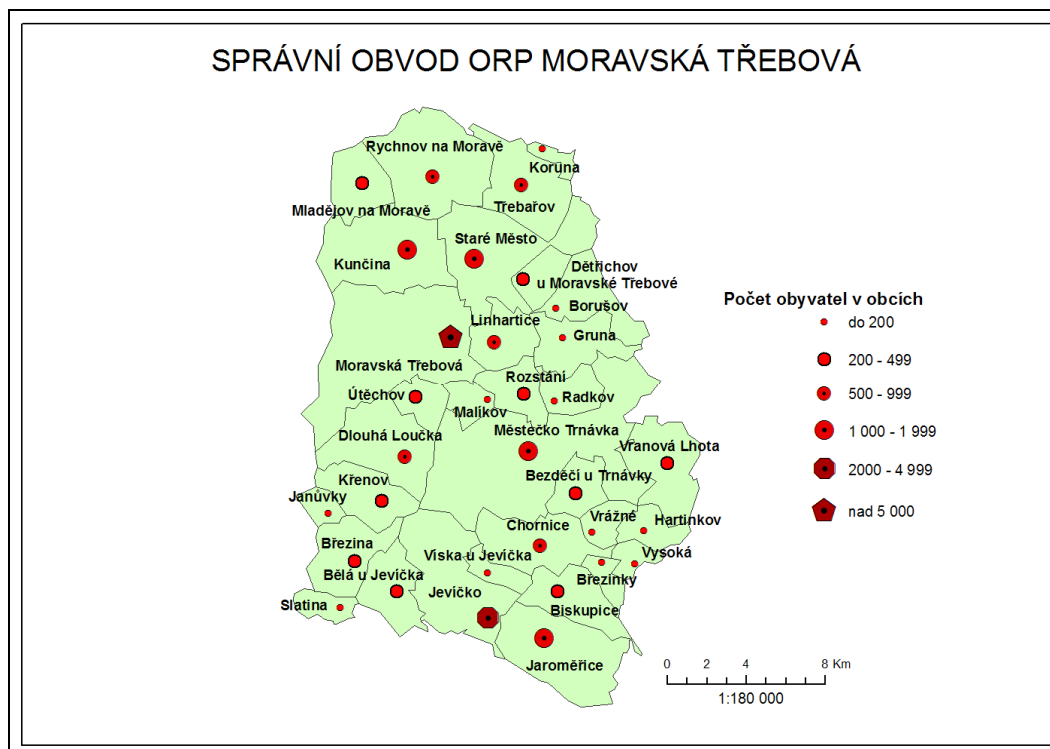 SPRÁVNÍ OBVOD ORP MORAVSKÁ TŘEBOVÁ
Rychnov na Moravě
Koruna
Mladějov na Moravě
Třebařov
Staré Město
Kunčina
Dětřichov
u Moravské Třebové
Borušov
Linhartice
Gruna
Moravská Třebová
Rozstání
Útěchov
Malíkov
Radkov
Dlouhá Loučka
Městečko Trnávka
Vranová Lhota
Křenov
Bezděčí u Trnávky
Janůvky
Chornice
Vrážné
Hartinkov
Březina
Víska u Jevíčka
Vysoká
Bělá u Jevíčka
Březinky
Jevíčko
Slatina
Biskupice
Jaroměřice
Počet obyvatel v obcích
do 200
200 - 499
500 - 999
1 000 - 1 999
2000 - 4 999
nad 5 000
0 2 4 8 Km
1:180 000